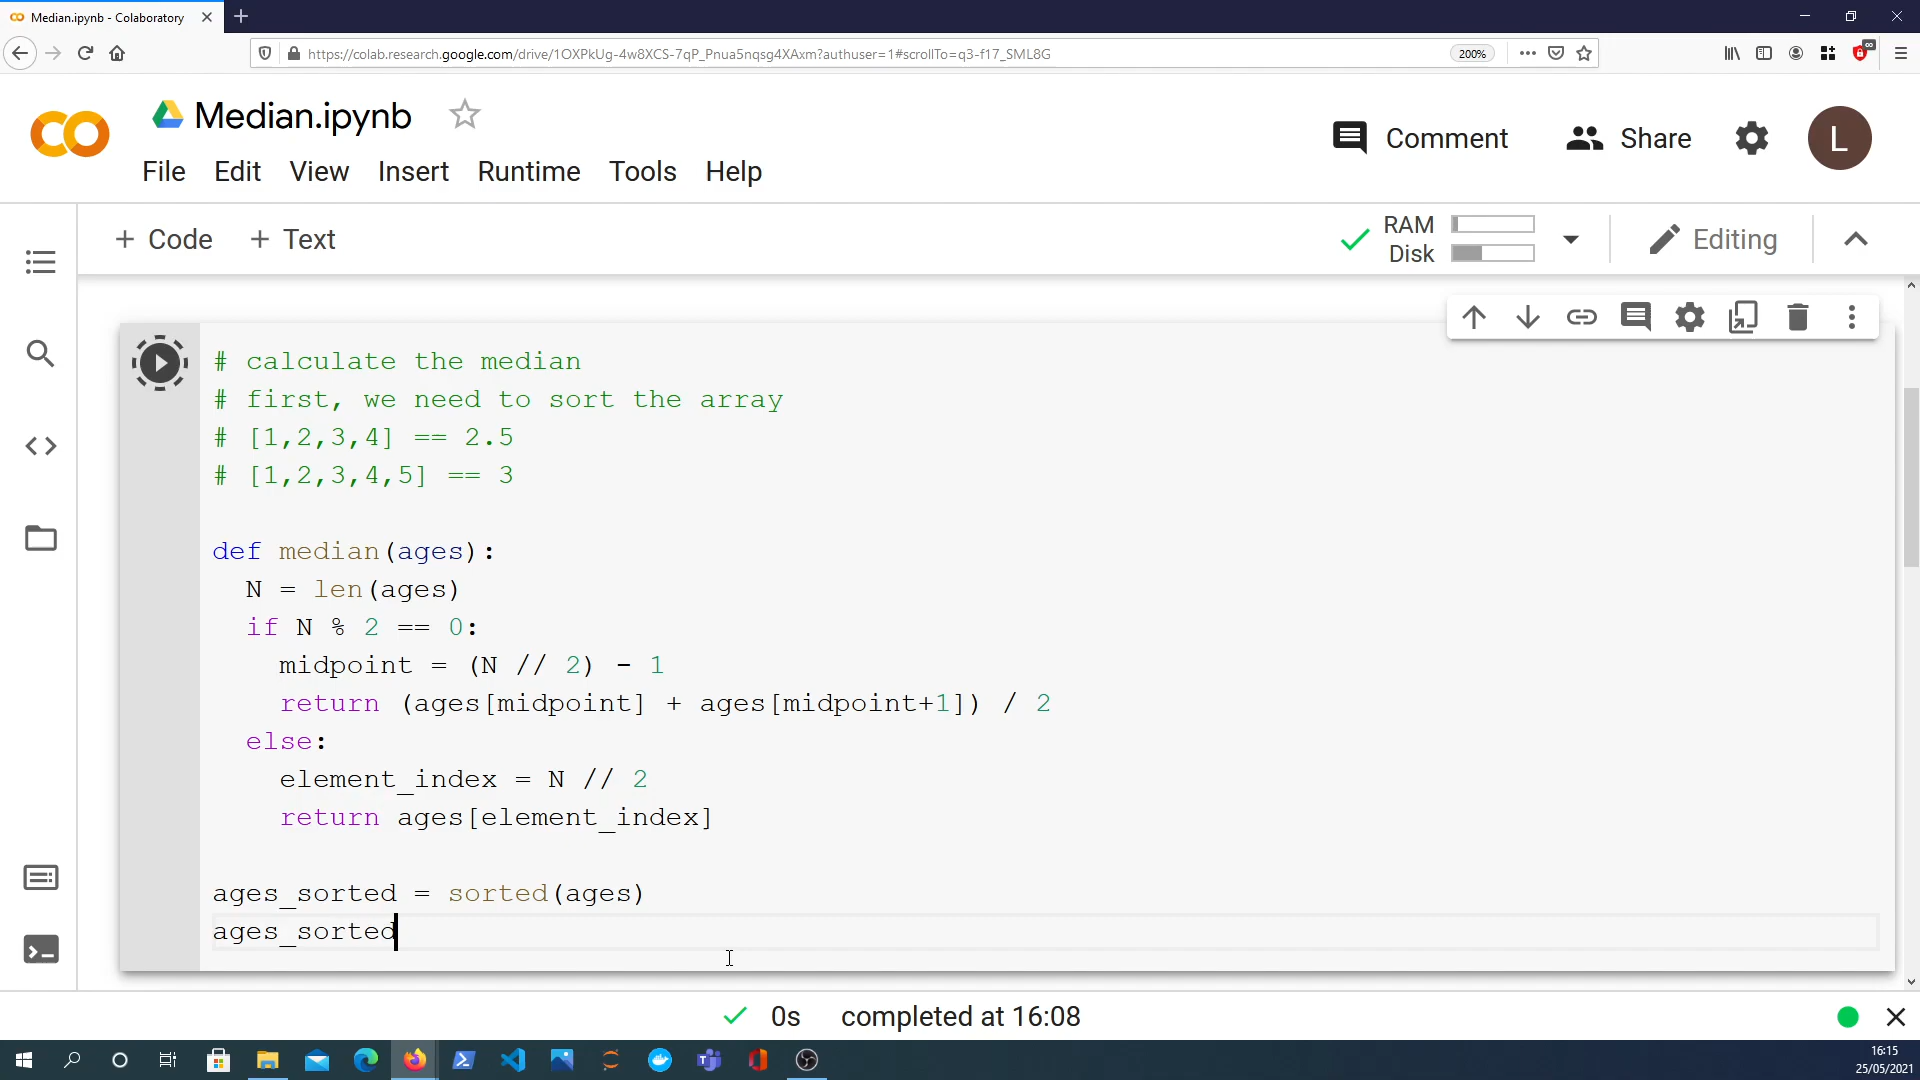 Median.ipynb - Colaboratory
https://colab.research.google.com/drive/1OXPkUg-4w8XCS-7qP_Pnua5nqsg4XAxm?authuser=1#scrollTo=q3-f17_SML8G
200%
Median.ipynb
File Edit View Insert Runtime Tools Help
Comment Share L
+ Code + Text
RAM
Disk
Editing
# calculate the median
# first, we need to sort the array
# [1,2,3,4] == 2.5
# [1,2,3,4,5] == 3
def median(ages):
  N = len(ages)
  if N % 2 == 0:
    midpoint = (N // 2) - 1
    return (ages[midpoint] + ages[midpoint+1]) / 2
  else:
    element_index = N // 2
    return ages[element_index]
ages_sorted = sorted(ages)
ages_sorted
0s completed at 16:08
16:15
25/05/2021